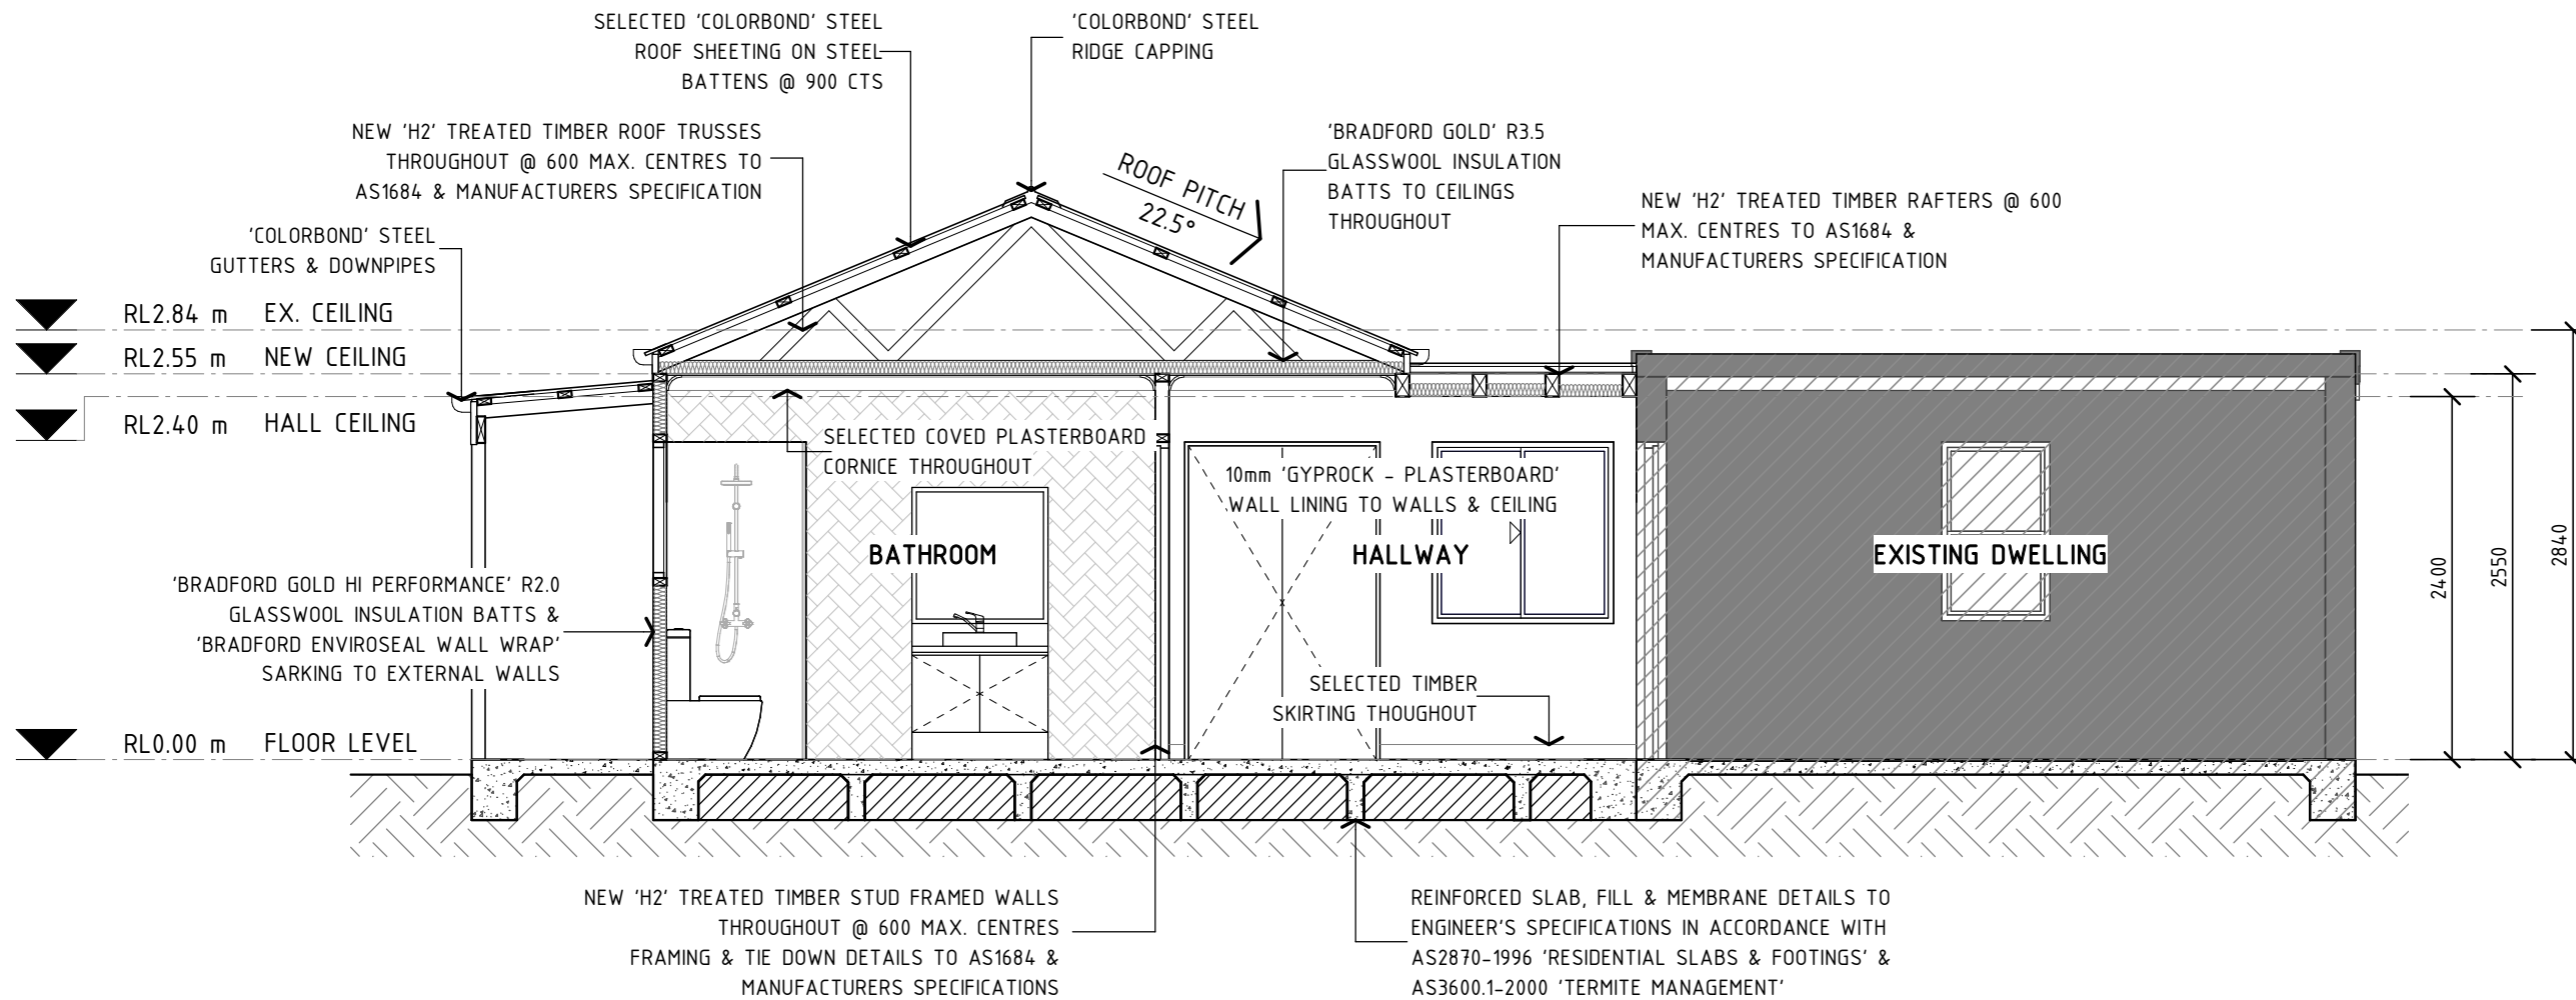 SELECTED 'COLORBOND' STEEL
ROOF SHEETING ON STEEL
BATTENS @ 900 CTS
'COLORBOND' STEEL
RIDGE CAPPING
NEW 'H2' TREATED TIMBER ROOF TRUSSES
THROUGHOUT @ 600 MAX. CENTRES TO
AS1684 & MANUFACTURERS SPECIFICATION
ROOF PITCH
22.5°
'BRADFORD GOLD' R3.5
GLASSWOOL INSULATION
BATTS TO CEILINGS
THROUGHOUT
NEW 'H2' TREATED TIMBER RAFTERS @ 600
MAX. CENTRES TO AS1684 &
MANUFACTURERS SPECIFICATION
'COLORBOND' STEEL
GUTTERS & DOWNPIPES
RL2.84 m EX. CEILING
RL2.55 m NEW CEILING
RL2.40 m HALL CEILING
SELECTED COVED PLASTERBOARD
CORNICE THROUGHOUT
10mm 'GYPROCK - PLASTERBOARD'
WALL LINING TO WALLS & CEILING
BATHROOM
HALLWAY
EXISTING DWELLING
2400
2550
2840
'BRADFORD GOLD HI PERFORMANCE' R2.0
GLASSWOOL INSULATION BATTS &
'BRADFORD ENVIROSEAL WALL WRAP'
SARKING TO EXTERNAL WALLS
SELECTED TIMBER
SKIRTING THOUGHOUT
RL0.00 m FLOOR LEVEL
NEW 'H2' TREATED TIMBER STUD FRAMED WALLS
THROUGHOUT @ 600 MAX. CENTRES
FRAMING & TIE DOWN DETAILS TO AS1684 &
MANUFACTURERS SPECIFICATIONS
REINFORCED SLAB, FILL & MEMBRANE DETAILS TO
ENGINEER'S SPECIFICATIONS IN ACCORDANCE WITH
AS2870-1996 'RESIDENTIAL SLABS & FOOTINGS' &
AS3600.1-2000 'TERMITE MANAGEMENT'